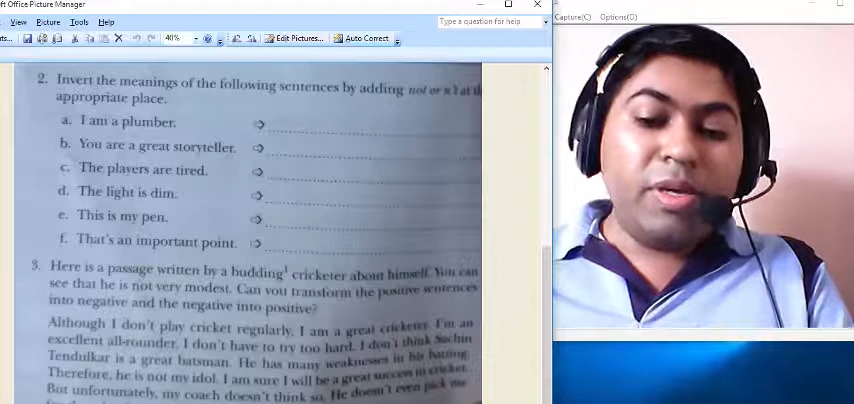 ft Office Picture Manager
View Picture Tools Help
Type a question for help
ts...
40%
Edit Pictures...
Auto Correct
Capture(C) Options(O)
2. Invert the meanings of the following sentences by adding not or n't at
appropriate place.
a. I am a plumber.
b. You are a great storyteller.
c. The players are tired.
d. The light is dim.
e. This is my pen.
f. That's an important point.
3. Here is a passage written by a budding¹ cricketer about himself. You can
see that he is not very modest. Can you transform the positive sentences
into negative and the negative into positive?
Although I don't play cricket regularly, I am a great cricketer. I'm an
excellent all-rounder. I don't have to try too hard. I don't think Sachin
Tendulkar is a great batsman. He has many weaknesses in his batting.
Therefore, he is not my idol. I am sure I will be a great success in cricket.
But unfortunately, my coach doesn't think so. He doesn't even pick me